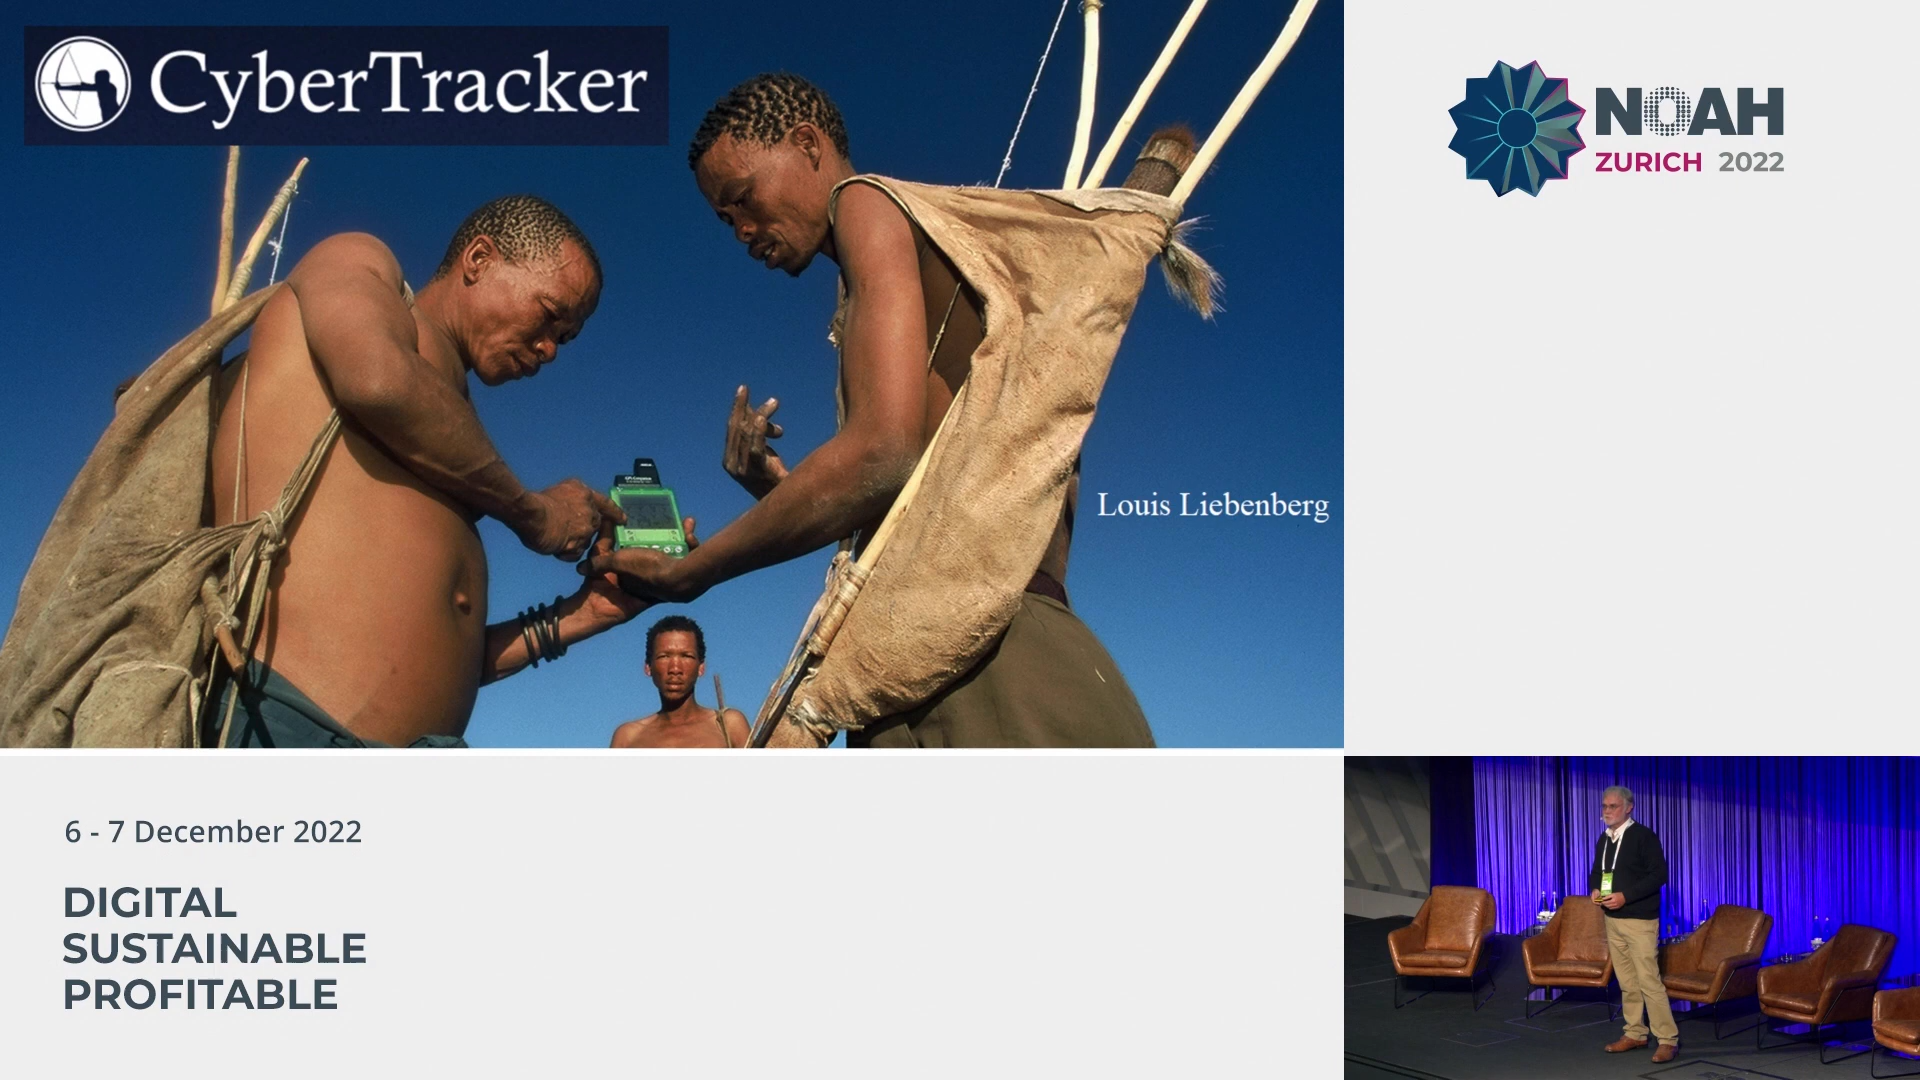 CyberTracker
Louis Liebenberg
NOAH
ZURICH 2022
6 - 7 December 2022
DIGITAL
SUSTAINABLE
PROFITABLE